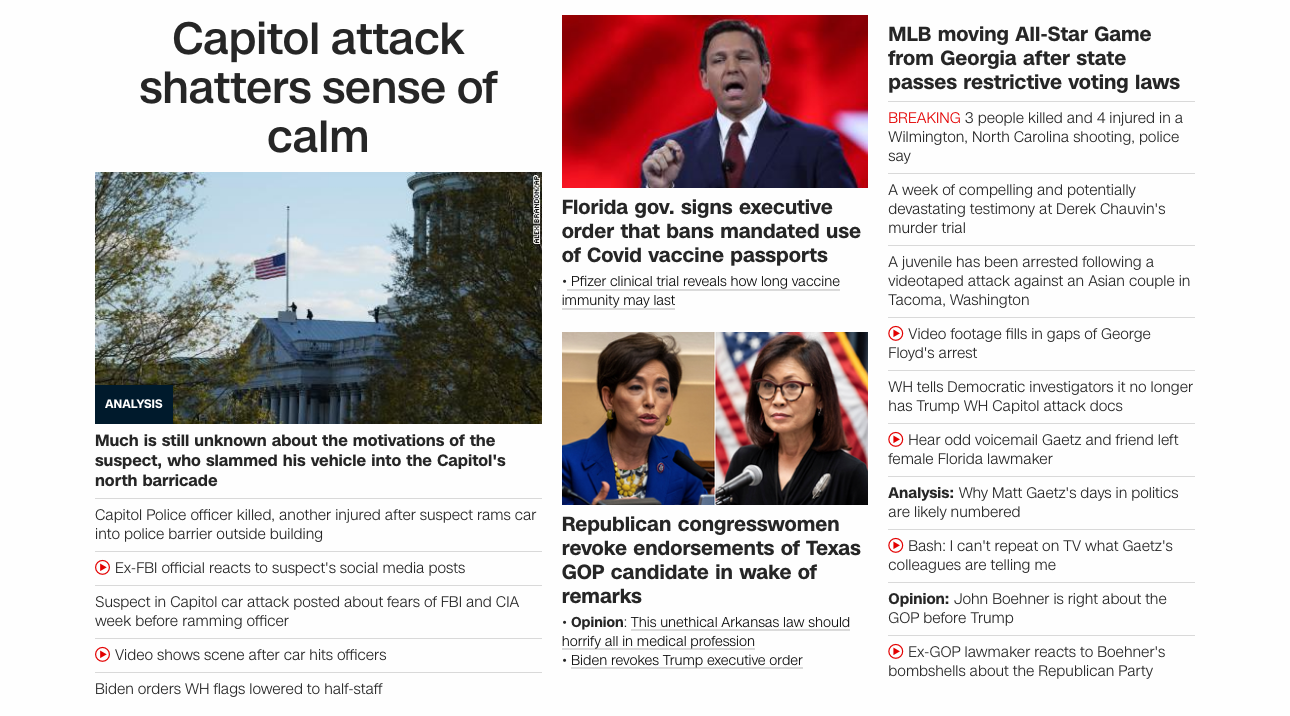 Capitol attack
shatters sense of
calm
ALEX BRANDON/AP
ANALYSIS
Much is still unknown about the motivations of the
suspect, who slammed his vehicle into the Capitol's
north barricade
Capitol Police officer killed, another injured after suspect rams car
into police barrier outside building
Ex-FBI official reacts to suspect's social media posts
Suspect in Capitol car attack posted about fears of FBI and CIA
week before ramming officer
Video shows scene after car hits officers
Biden orders WH flags lowered to half-staff
Florida gov. signs executive
order that bans mandated use
of Covid vaccine passports
• Pfizer clinical trial reveals how long vaccine
immunity may last
Republican congresswomen
revoke endorsements of Texas
GOP candidate in wake of
remarks
• Opinion: This unethical Arkansas law should
horrify all in medical profession
• Biden revokes Trump executive order
MLB moving All-Star Game
from Georgia after state
passes restrictive voting laws
BREAKING 3 people killed and 4 injured in a
Wilmington, North Carolina shooting, police
say
A week of compelling and potentially
devastating testimony at Derek Chauvin's
murder trial
A juvenile has been arrested following a
videotaped attack against an Asian couple in
Tacoma, Washington
Video footage fills in gaps of George
Floyd's arrest
WH tells Democratic investigators it no longer
has Trump WH Capitol attack docs
Hear odd voicemail Gaetz and friend left
female Florida lawmaker
Analysis: Why Matt Gaetz's days in politics
are likely numbered
Bash: I can't repeat on TV what Gaetz's
colleagues are telling me
Opinion: John Boehner is right about the
GOP before Trump
Ex-GOP lawmaker reacts to Boehner's
bombshells about the Republican Party